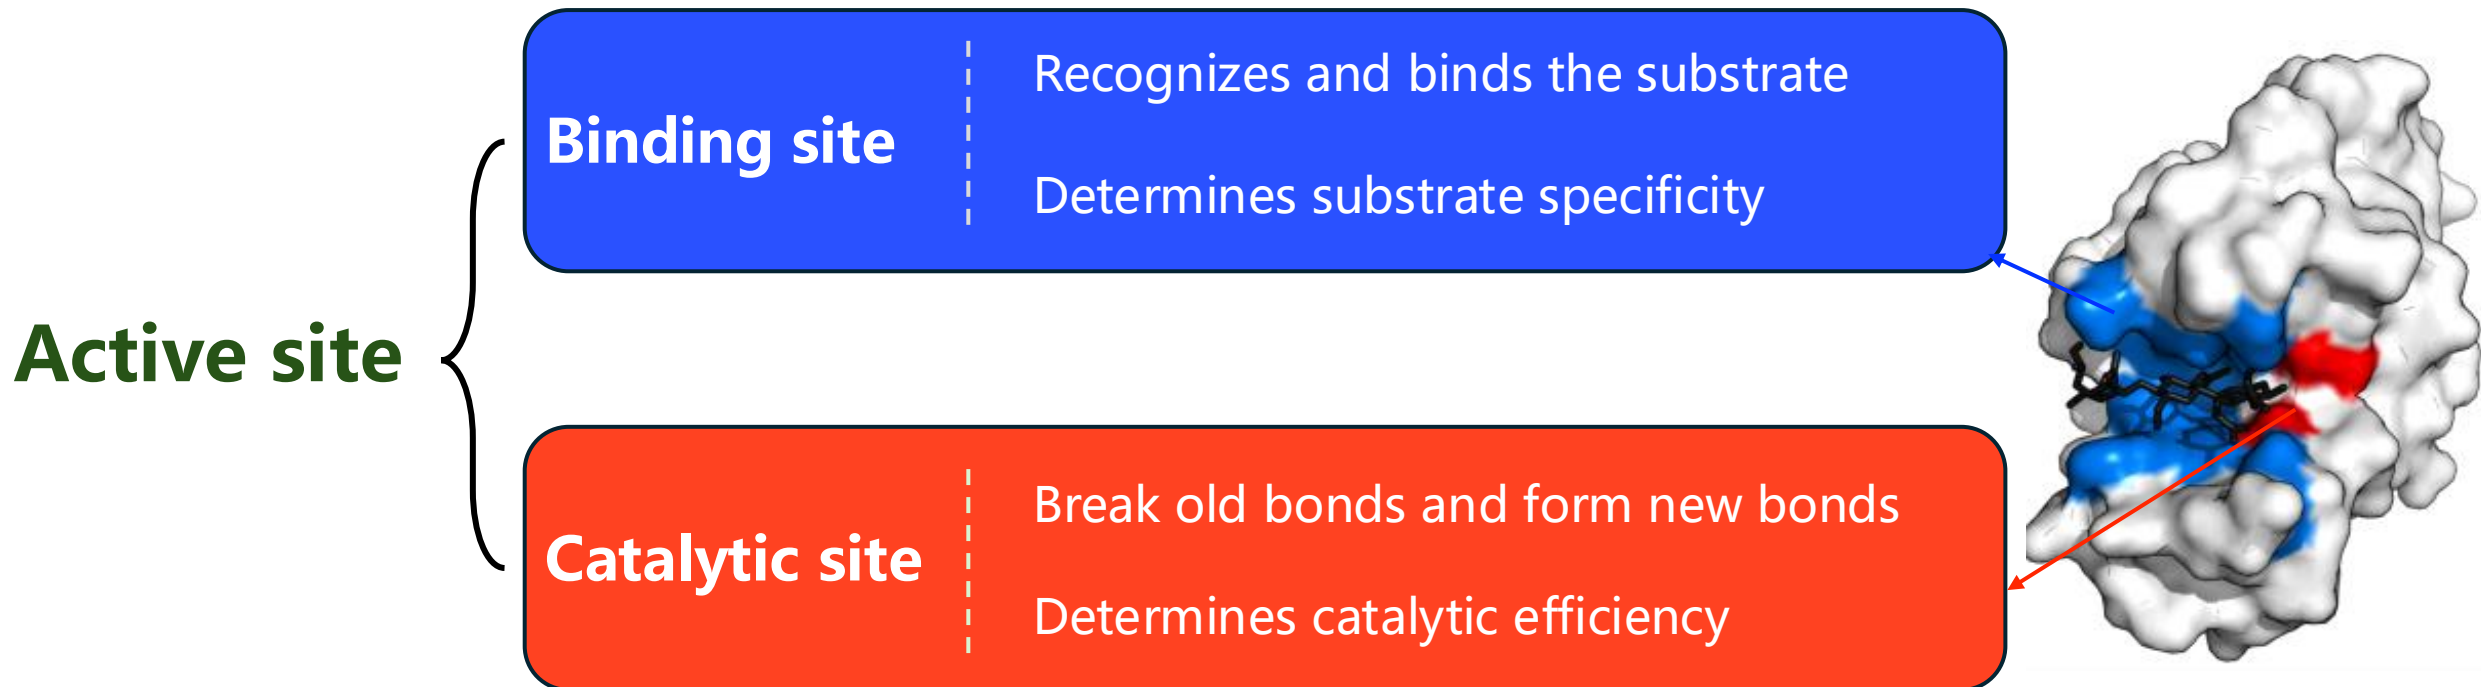 Active site
Binding site
Recognizes and binds the substrate
Determines substrate specificity
Catalytic site
Break old bonds and form new bonds
Determines catalytic efficiency